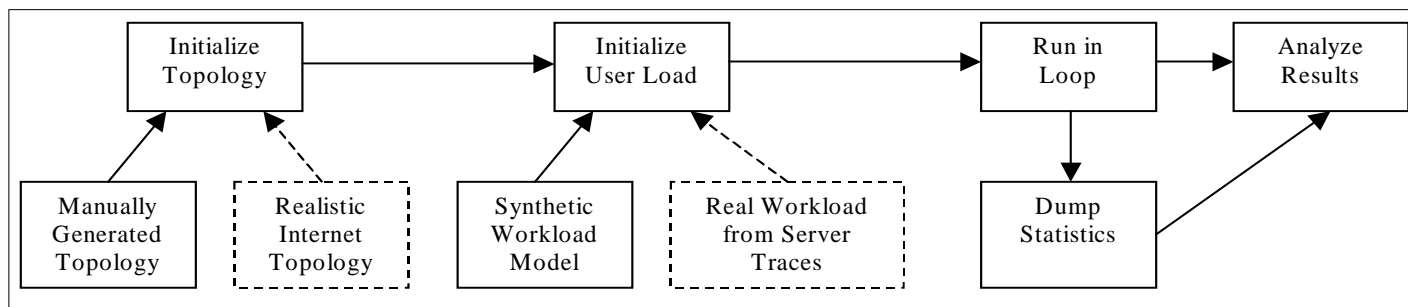 Initialize
Topology
Initialize
User Load
Run in
Loop
Analyze
Results
Manually
Generated
Topology
Realistic
Internet
Topology
Synthetic
Workload
Model
Real Workload
from Server
Traces
Dump
Statistics